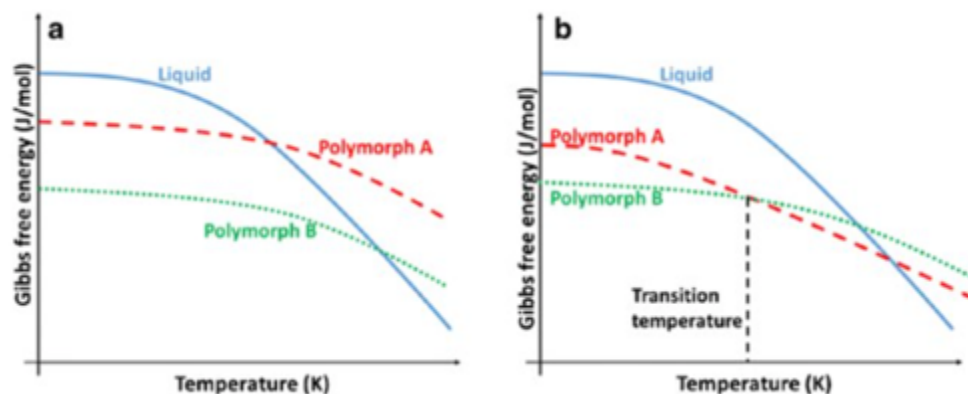 a
Liquid
Polymorph A
Polymorph B
Gibbs free energy (J/mol)
Temperature (K)
b
Liquid
Polymorph A
Polymorph B
Transition
temperature
Gibbs free energy (J/mol)
Temperature (K)